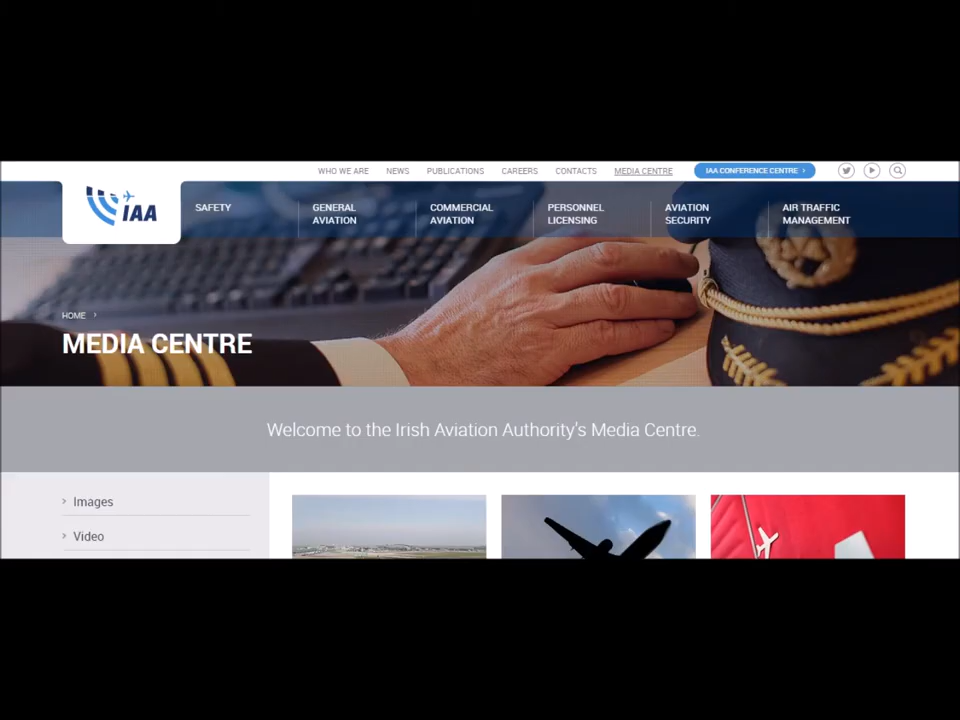 WHO WE ARE NEWS PUBLICATIONS CAREERS CONTACTS MEDIA CENTRE IAA CONFERENCE CENTRE ›
IAA
SAFETY
GENERAL AVIATION
COMMERCIAL AVIATION
PERSONNEL LICENSING
AVIATION SECURITY
AIR TRAFFIC MANAGEMENT
HOME ›
MEDIA CENTRE
Welcome to the Irish Aviation Authority's Media Centre.
› Images
› Video